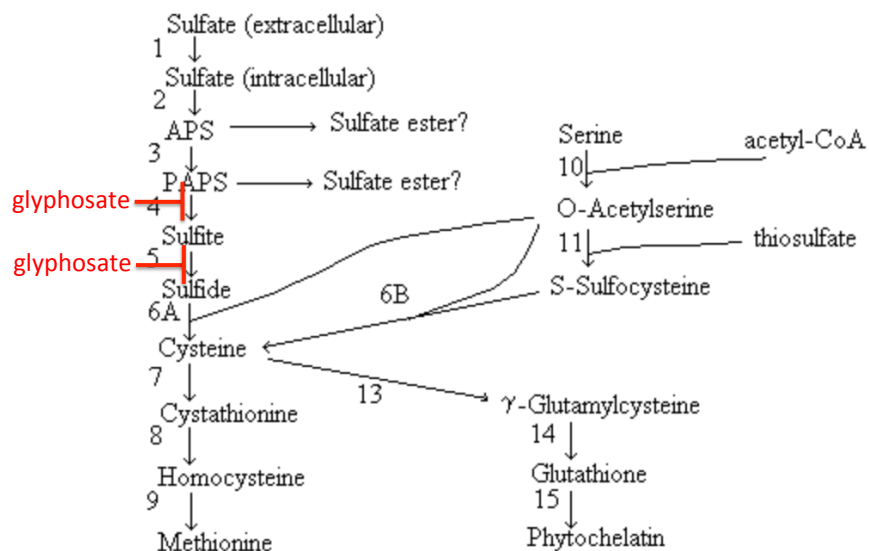 Sulfate (extracellular)
1
Sulfate (intracellular)
2
APS
Sulfate ester?
3
PAPS
Sulfate ester?
glyphosate
4
Sulfite
glyphosate
5
Sulfide
6A
Cysteine
7
Cystathionine
8
Homocysteine
9
Methionine
Serine
acetyl-CoA
10
O-Acetylserine
11
thiosulfate
S-Sulfocysteine
6B
13
γ-Glutamylcysteine
14
Glutathione
15
Phytochelatin